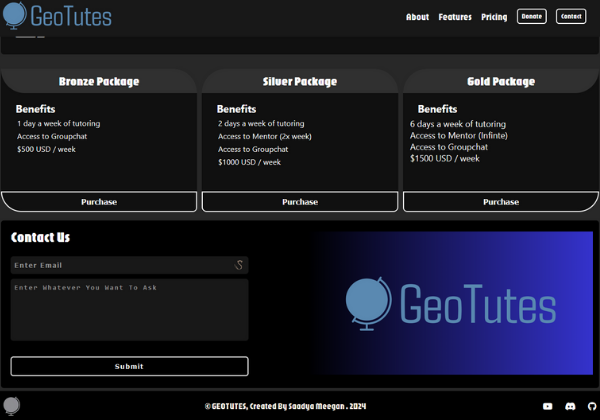 GeoTutes
About Features Pricing Donate Contact
Bronze Package
Benefits
1 day a week of tutoring
Access to Groupchat
$500 USD / week
Purchase
Silver Package
Benefits
2 days a week of tutoring
Access to Mentor (2x week)
Access to Groupchat
$1000 USD / week
Purchase
Gold Package
Benefits
6 days a week of tutoring
Access to Mentor (Infinte)
Access to Groupchat
$1500 USD / week
Purchase
Contact Us
Enter Email
Enter Whatever You Want To Ask
Submit
GeoTutes
© GEOTUTES, Created By Saadya Meegan . 2024